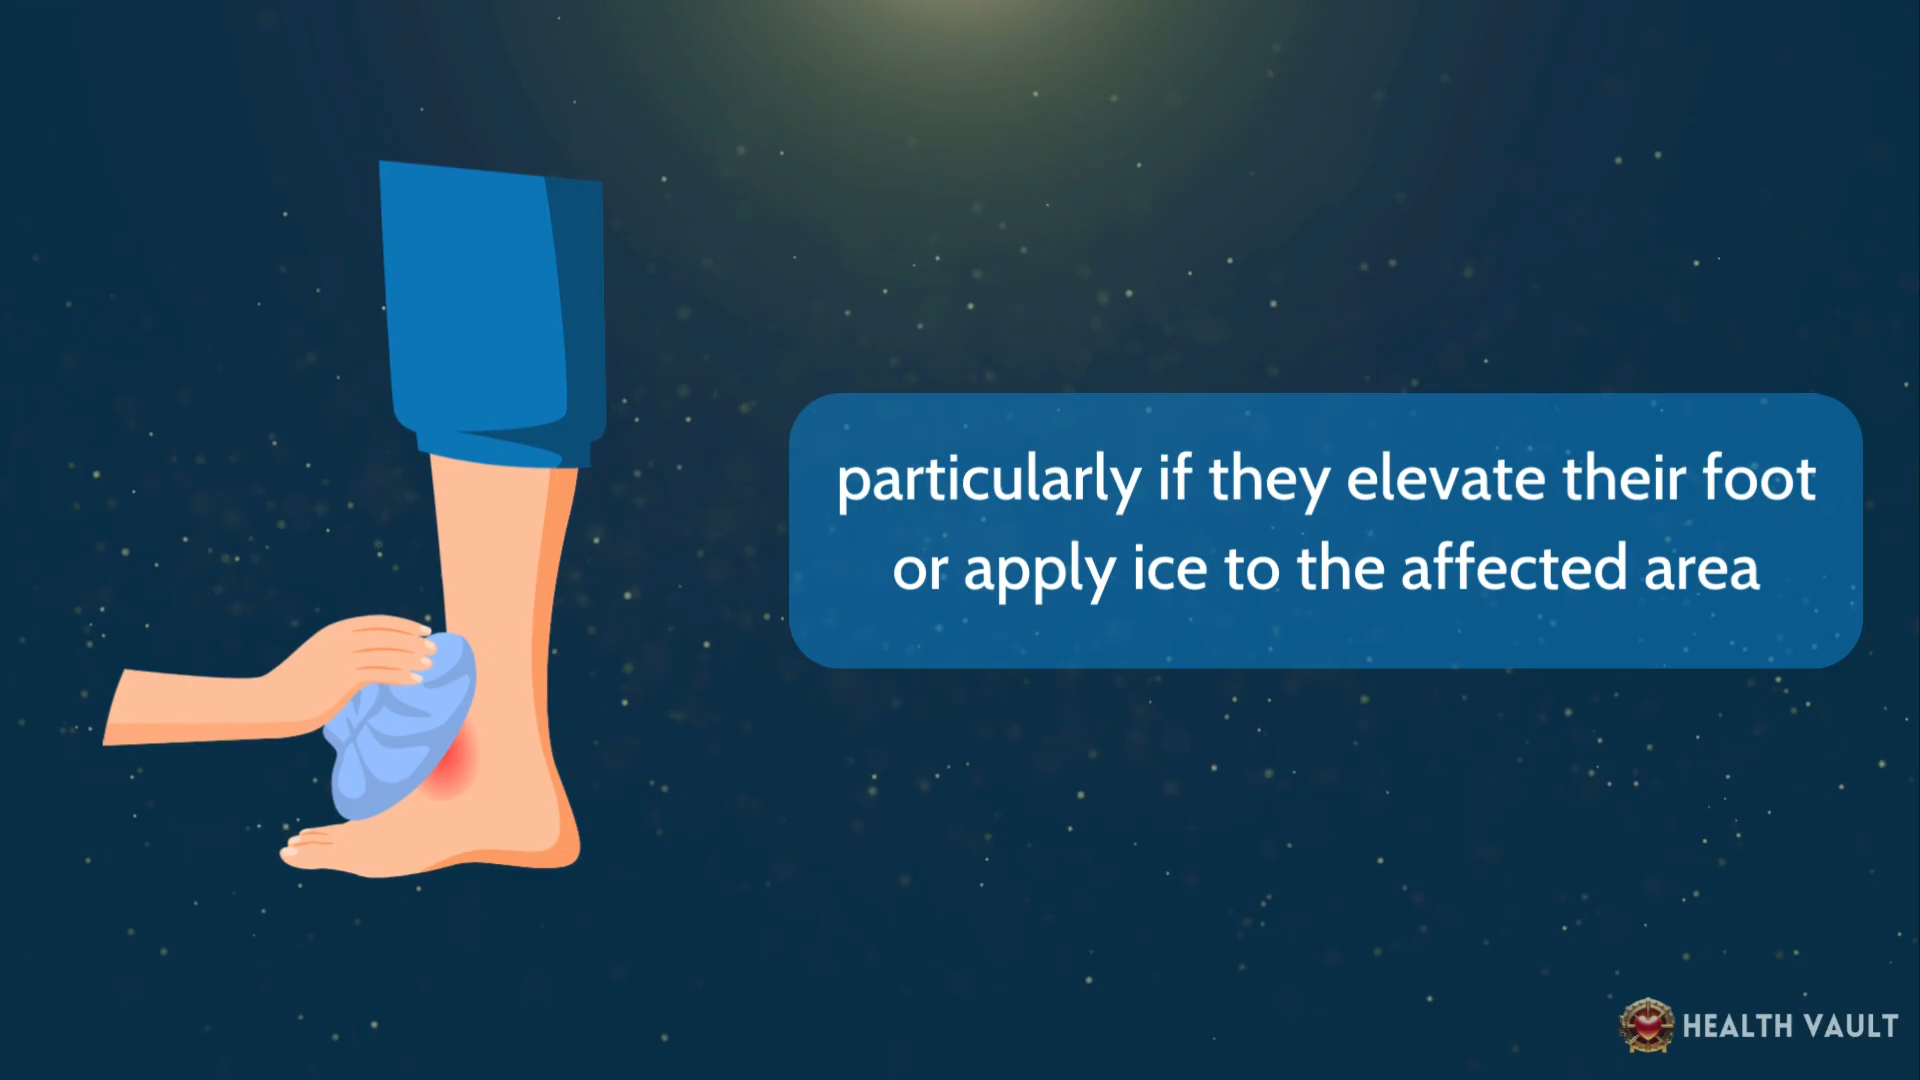 particularly if they elevate their foot
or apply ice to the affected area
HEALTH VAULT